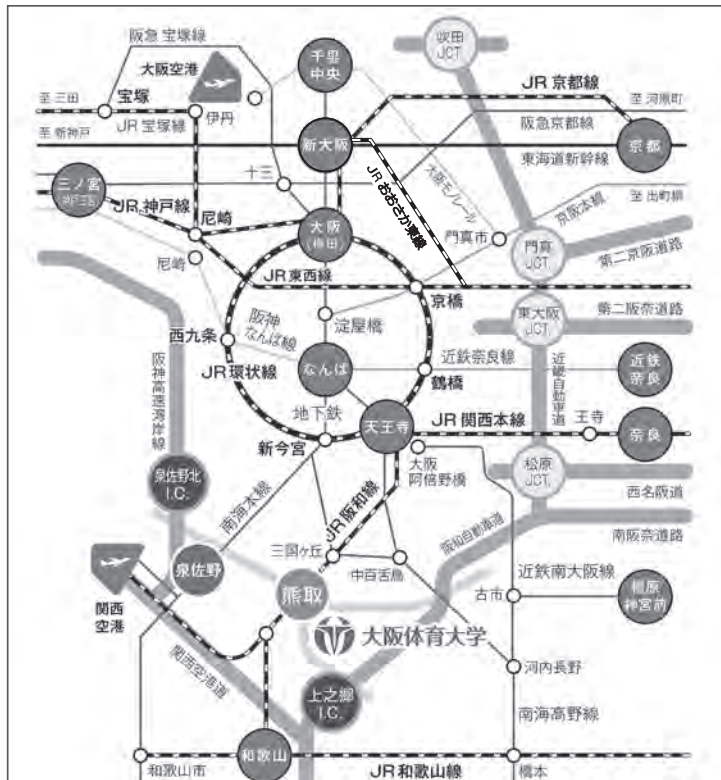 阪急 宝塚線
千里
中央
吹田
JCT.
大阪空港
JR 京都線
至 三田
宝塚
伊丹
至 河原町
JR 宝塚線
阪急京都線
至 新神戸
新大阪
京都
東海道新幹線
十三
三ノ宮
JR 神戸線
尼崎
JRおおさか東線
大阪モノレール
京阪本線
至 出町柳
大阪
(梅田)
門真市
門真
JCT.
第二京阪道路
尼崎
JR 東西線
京橋
東大阪
JCT.
第二阪奈道路
淀屋橋
西九条
阪神
なんば線
近鉄奈良線
近畿自動車道
近鉄
奈良
なんば
JR 環状線
鶴橋
阪神高速湾岸線
地下鉄
天王寺
JR 関西本線
王寺
奈良
新今宮
大阪
阿倍野橋
松原
JCT.
泉佐野北
I.C.
南海本線
JR 阪和線
西名阪道
阪和自動車道
南阪奈道路
三国ヶ丘
中百舌鳥
泉佐野
熊取
近鉄南大阪線
古市
橿原
神宮前
関西
空港
大阪体育大学
関西空港道
上之郷
I.C.
河内長野
南海高野線
和歌山
和歌山市
JR 和歌山線
橋本